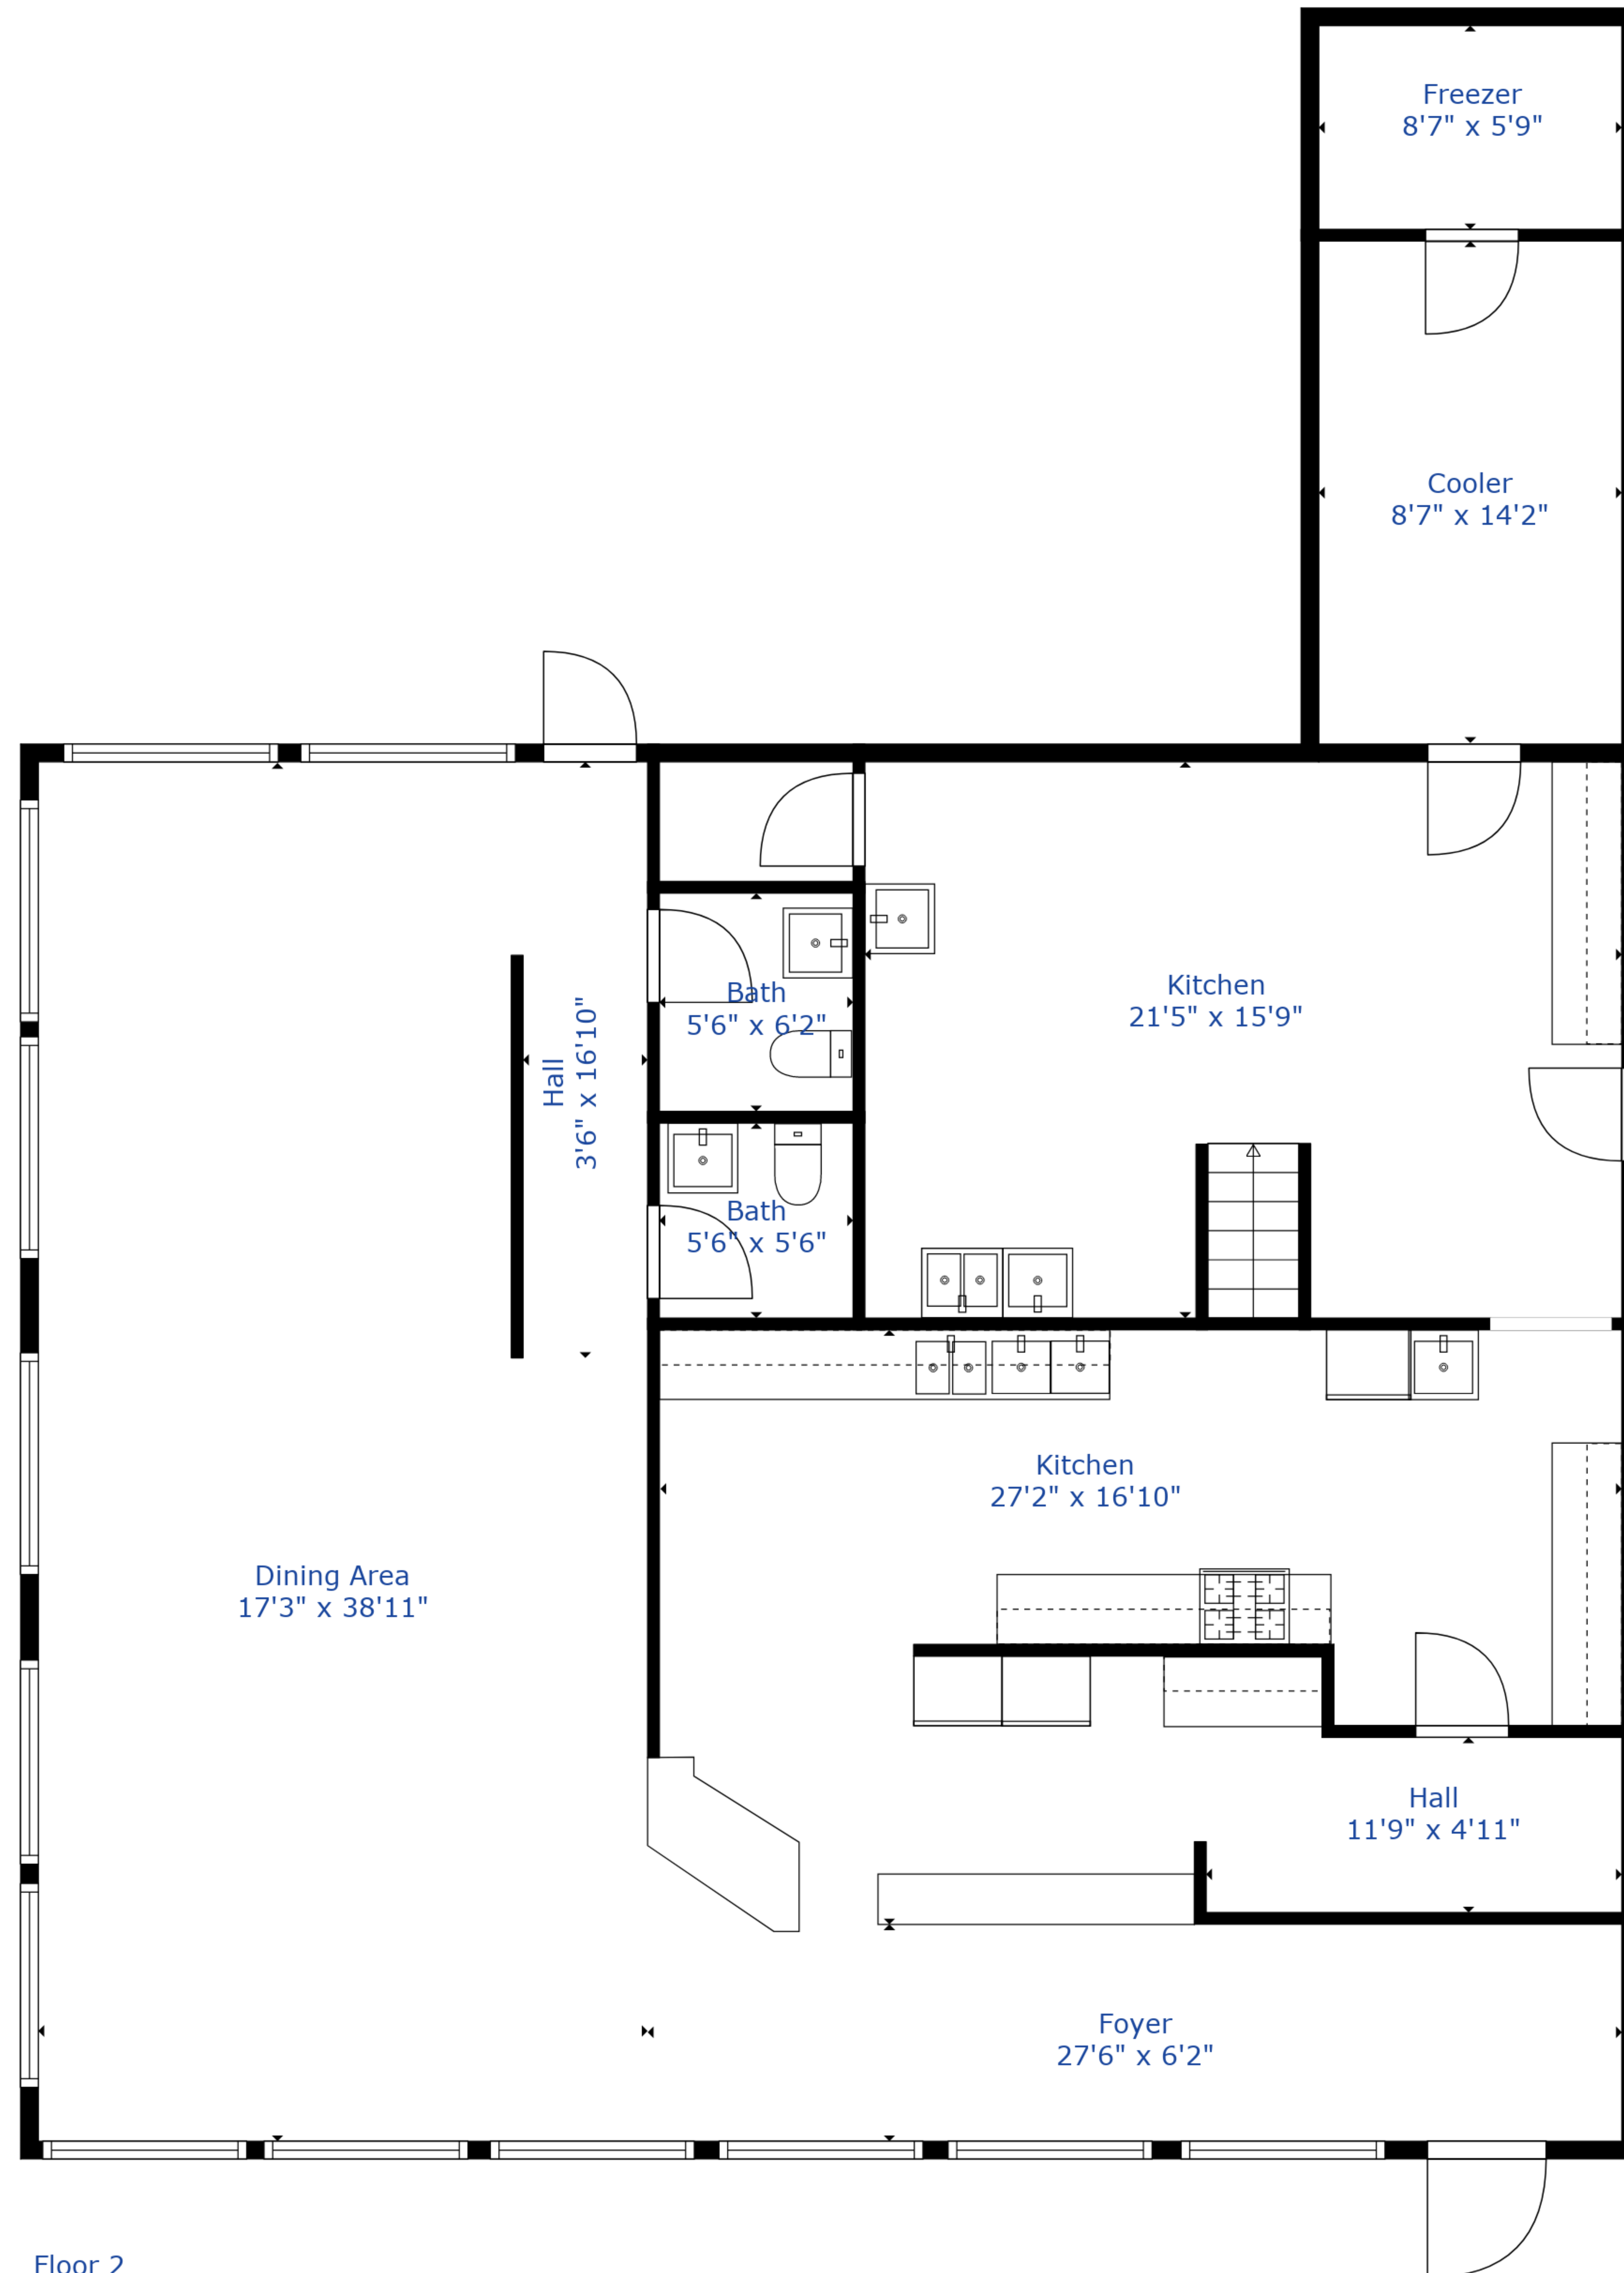 Freezer
8'7" x 5'9"
Cooler
8'7" x 14'2"
Kitchen
21'5" x 15'9"
Bath
5'6" x 6'2"
Hall
3'6" x 16'10"
Bath
5'6" x 5'6"
Kitchen
27'2" x 16'10"
Dining Area
17'3" x 38'11"
Hall
11'9" x 4'11"
Foyer
27'6" x 6'2"
Floor 2